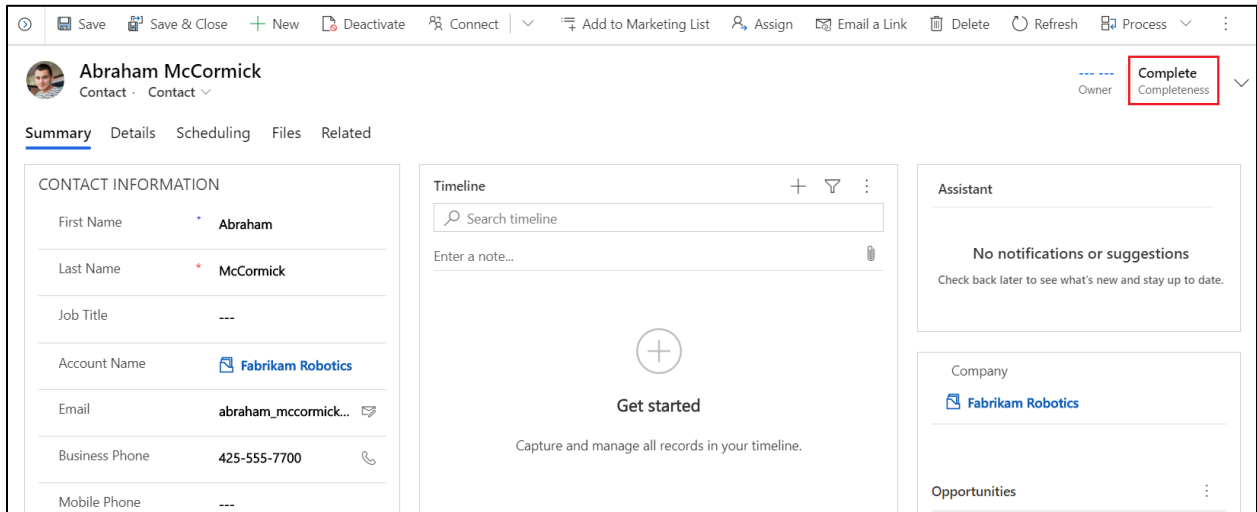 Save Save & Close New Deactivate Connect Add to Marketing List Assign Email a Link Delete Refresh Process
Abraham McCormick
Contact · Contact
--- ---
Owner
Complete
Completeness
Summary Details Scheduling Files Related
CONTACT INFORMATION
First Name * Abraham
Last Name * McCormick
Job Title ---
Account Name Fabrikam Robotics
Email abraham_mccormick...
Business Phone 425-555-7700
Mobile Phone ---
Timeline
Search timeline
Enter a note...
Get started
Capture and manage all records in your timeline.
Assistant
No notifications or suggestions
Check back later to see what's new and stay up to date.
Company
Fabrikam Robotics
Opportunities